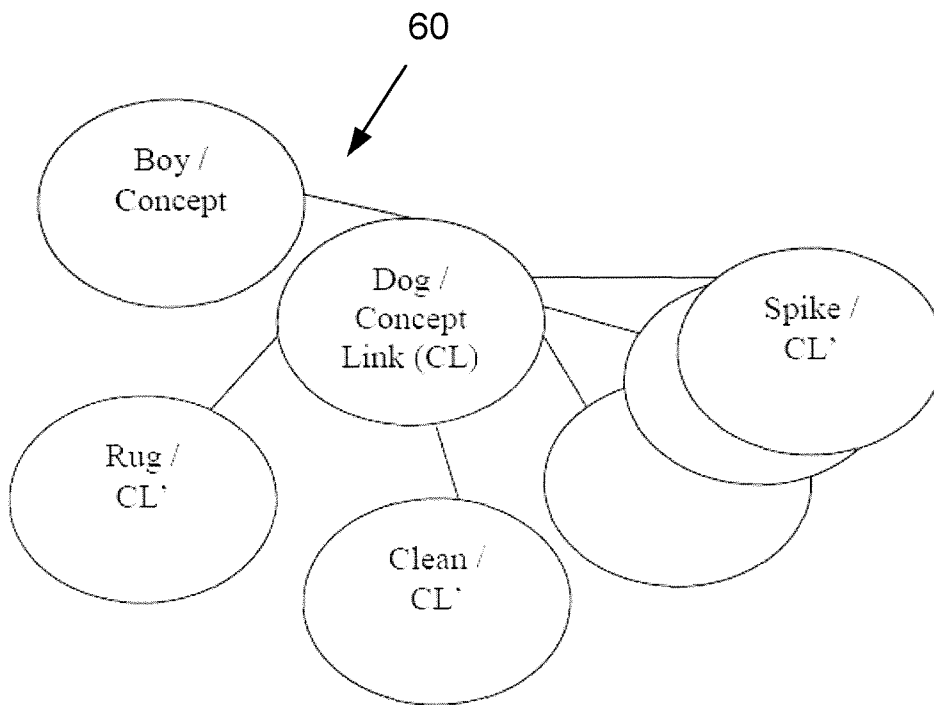 60
Boy /
Concept
Dog /
Concept
Link (CL)
Spike /
CL'
Rug /
CL'
Clean /
CL'